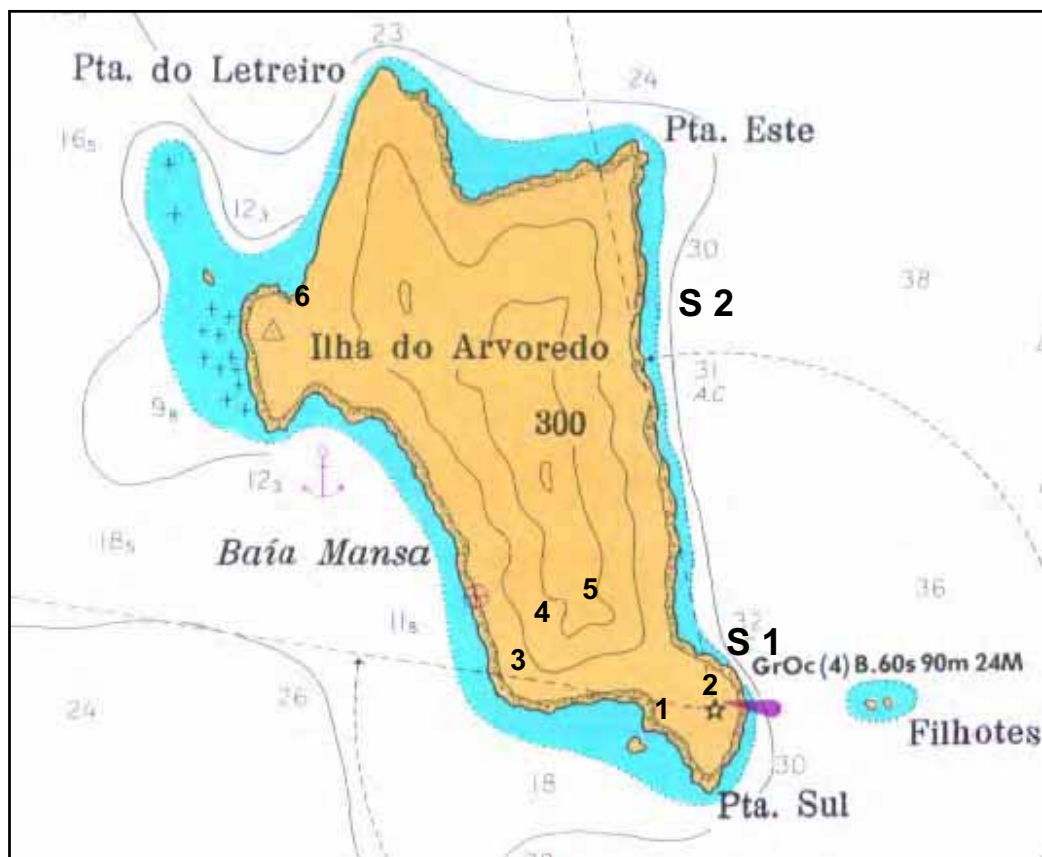 23
Pta. do Letreiro
24
Pta. Este
16₅
12₃
30
38
6
S 2
Ilha do Arvoredo
31
A.C
9₈
300
12₃
18₅
Baía Mansa
5
36
4
11₈
32
S 1
3
GrOc (4) B.60s 90m 24M
2
24
26
1
Filhotes
30
18
Pta. Sul